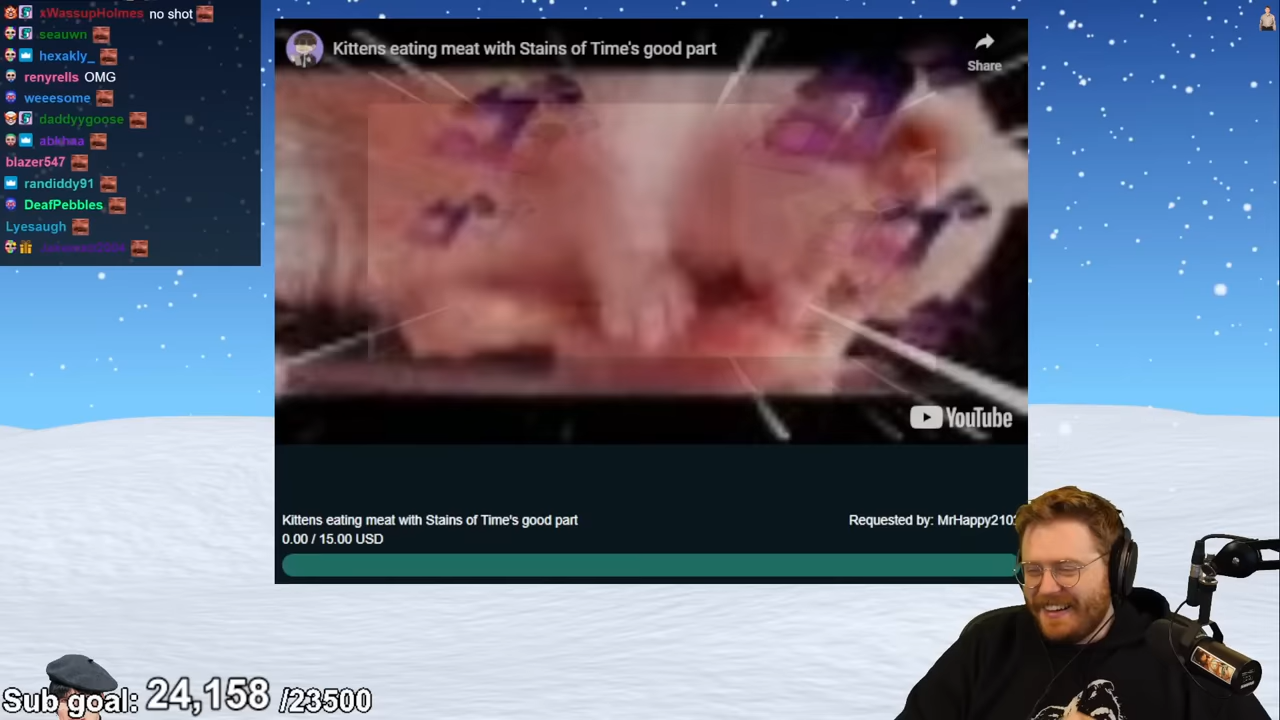 xWassupHolmes no shot
seauwn
hexakly_
renyrells OMG
weeesome
daddyygoose
abkhaa
blazer547
randiddy91
DeafPebbles
Lyesaugh
Kittens eating meat with Stains of Time's good part
Share
YouTube
Kittens eating meat with Stains of Time's good part
Requested by: MrHappy210
0.00 / 15.00 USD
Sub goal: 24,158 /23500